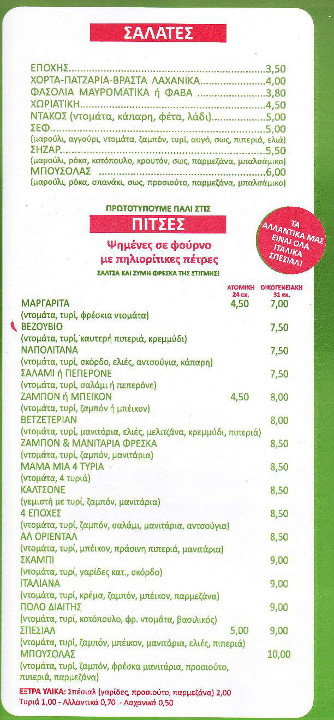 ΣΑΛΑΤΕΣ
ΕΠΟΧΗΣ 3,50
ΧΟΡΤΑ-ΠΑΤΖΑΡΙΑ-ΒΡΑΣΤΑ ΛΑΧΑΝΙΚΑ 4,00
ΦΑΣΟΛΙΑ ΜΑΥΡΟΜΑΤΙΚΑ ή ΦΑΒΑ 3,80
ΧΩΡΙΑΤΙΚΗ 4,50
ΝΤΑΚΟΣ (ντομάτα, κάπαρη, φέτα, λάδι) 5,00
ΣΕΦ 5,00
(μαρούλι, αγγούρι, ντομάτα, ζαμπόν, τυρί, αυγό, σως, πιπεριά, ελιά)
ΣΗΖΑΡ 5,50
(μαρούλι, ρόκα, κοτόπουλο, κρουτόν, σως, παρμεζάνα, μπαλσάμικο)
ΜΠΟΥΣΟΛΑΣ 6,00
(μαρούλι, ρόκα, σπανάκι, σως, προσιούτο, παρμεζάνα, μπαλσάμικο)
ΠΡΩΤΟΤΥΠΟΥΜΕ ΠΑΛΙ ΣΤΙΣ
ΠΙΤΣΕΣ
Ψημένες σε φούρνο
με πηλιορίτικες πέτρες
ΣΑΛΤΣΑ ΚΑΙ ΖΥΜΗ ΦΡΕΣΚΑ ΤΗΣ ΣΤΙΓΜΗΣ!
ΤΑ
ΑΛΛΑΝΤΙΚΑ ΜΑΣ
ΕΙΝΑΙ ΟΛΑ
ΙΤΑΛΙΚΑ
ΣΠΕΣΙΑΛ!
ΑΤΟΜΙΚΗ ΟΙΚΟΓΕΝΕΙΑΚΗ
24 εκ. 31 εκ.
ΜΑΡΓΑΡΙΤΑ 4,50 7,00
(ντομάτα, τυρί, φρέσκια ντομάτα)
ΒΕΖΟΥΒΙΟ 7,50
(ντομάτα, τυρί, καυτερή πιπεριά, κρεμμύδι)
ΝΑΠΟΛΙΤΑΝΑ 7,50
(ντομάτα, τυρί, σκόρδο, ελιές, αντσούγια, κάπαρη)
ΣΑΛΑΜΙ ή ΠΕΠΕΡΟΝΕ 7,50
(ντομάτα, τυρί, σαλάμι ή πεπερόνε)
ΖΑΜΠΟΝ ή ΜΠΕΙΚΟΝ 4,50 8,00
(ντομάτα, τυρί, ζαμπόν ή μπέικον)
ΒΕΤΖΕΤΕΡΙΑΝ 8,00
(ντομάτα, τυρί, μανιτάρια, ελιές, μελιτζάνα, κρεμμύδι, πιπεριά)
ΖΑΜΠΟΝ & ΜΑΝΙΤΑΡΙΑ ΦΡΕΣΚΑ 8,50
(ντομάτα, τυρί, ζαμπόν, μανιτάρια)
ΜΑΜΑ ΜΙΑ 4 ΤΥΡΙΑ 8,50
(ντομάτα, 4 τυριά)
ΚΑΛΤΣΟΝΕ 8,50
(γεμιστή με τυρί, ζαμπόν, μανιτάρια)
4 ΕΠΟΧΕΣ 8,50
(ντομάτα, τυρί, ζαμπόν, σαλάμι, μανιτάρια, αντσούγια)
ΑΛ ΟΡΙΕΝΤΑΛ 8,50
(ντομάτα, τυρί, μπέικον, πράσινη πιπεριά, μανιτάρια)
ΣΚΑΜΠΙ 9,00
(ντομάτα, τυρί, γαρίδες κατ., σκόρδο)
ΙΤΑΛΙΑΝΑ 9,00
(ντομάτα, τυρί, κρέμα, ζαμπόν, μπέικον, παρμεζάνα)
ΠΟΛΟ ΔΙΑΙΤΗΣ 9,00
(ντομάτα, τυρί, κοτόπουλο, φρ. ντομάτα, βασιλικός)
ΣΠΕΣΙΑΛ 5,00 9,00
(ντομάτα, τυρί, ζαμπόν, μπέικον, μανιτάρια, ελιές, πιπεριά)
ΜΠΟΥΣΟΛΑΣ 10,00
(ντομάτα, τυρί, ζαμπόν, φρέσκα μανιτάρια, προσιούτο,
πιπεριά, παρμεζάνα)
ΕΞΤΡΑ ΥΛΙΚΑ: Σπέσιαλ (γαρίδες, προσιούτο, παρμεζάνα) 2,00
Τυριά 1,00 - Αλλαντικά 0,70 - Λαχανικά 0,50